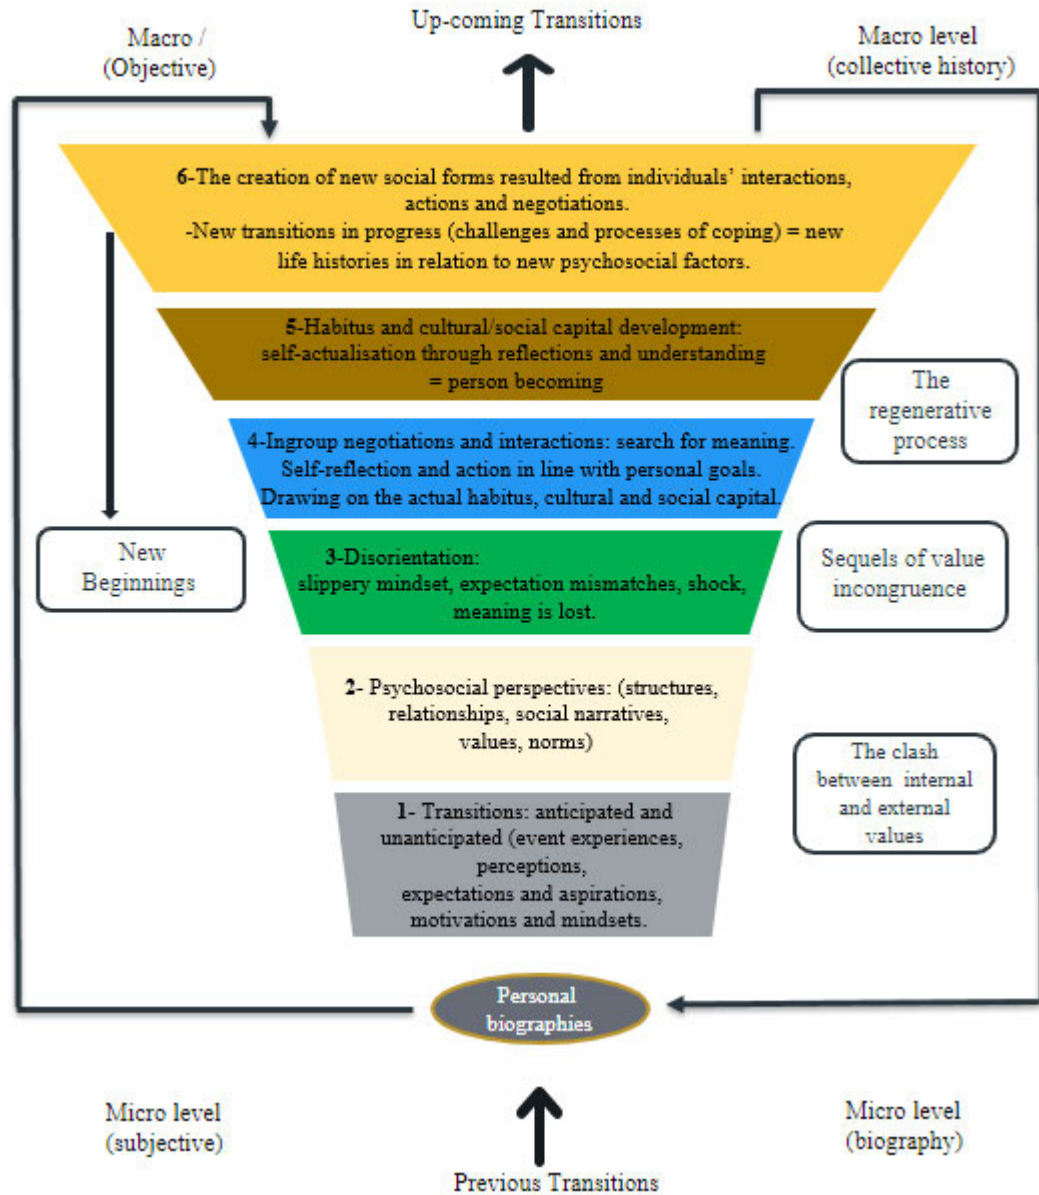 Up-coming Transitions
Macro /
(Objective)
Macro level
(collective history)
6-The creation of new social forms resulted from individuals’ interactions,
actions and negotiations.
-New transitions in progress (challenges and processes of coping) = new
life histories in relation to new psychosocial factors.
5-Habitus and cultural/social capital development:
self-actualisation through reflections and understanding
= person becoming
The
regenerative
process
4-Ingroup negotiations and interactions: search for meaning.
Self-reflection and action in line with personal goals.
Drawing on the actual habitus, cultural and social capital.
New
Beginnings
3-Disorientation:
slippery mindset, expectation mismatches, shock,
meaning is lost.
Sequels of value
incongruence
2- Psychosocial perspectives: (structures,
relationships, social narratives,
values, norms)
The clash
between internal
and external
values
1- Transitions: anticipated and
unanticipated (event experiences,
perceptions,
expectations and aspirations,
motivations and mindsets.
Personal
biographies
Micro level
(subjective)
Micro level
(biography)
Previous Transitions